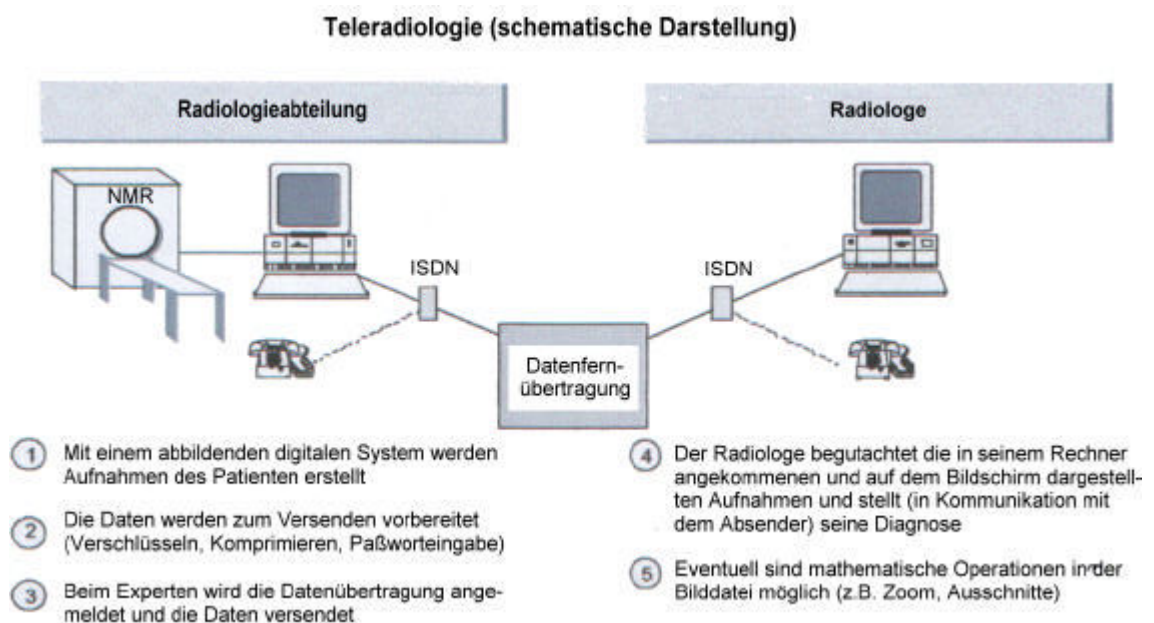 Teleradiologie (schematische Darstellung)
Radiologieabteilung
Radiologe
NMR
ISDN
ISDN
Datenfern-
übertragung
1 Mit einem abbildenden digitalen System werden
Aufnahmen des Patienten erstellt
2 Die Daten werden zum Versenden vorbereitet
(Verschlüsseln, Komprimieren, Paßworteingabe)
3 Beim Experten wird die Datenübertragung ange-
meldet und die Daten versendet
4 Der Radiologe begutachtet die in seinem Rechner
angekommenen und auf dem Bildschirm dargestell-
ten Aufnahmen und stellt (in Kommunikation mit
dem Absender) seine Diagnose
5 Eventuell sind mathematische Operationen in der
Bilddatei möglich (z.B. Zoom, Ausschnitte)